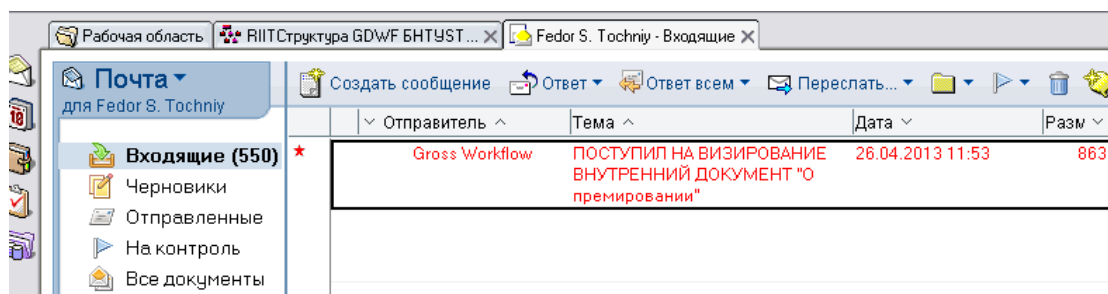 Рабочая область RIITСтруктура GDWF БНТУST... Fedor S. Tochniy - Входящие
Почта
для Fedor S. Tochniy
Создать сообщение Ответ Ответ всем Переслать...
Отправитель Тема Дата Разм
Входящие (550)
Черновики
Отправленные
На контроль
Все документы
Gross Workflow ПОСТУПИЛ НА ВИЗИРОВАНИЕ 26.04.2013 11:53 863
ВНУТРЕННИЙ ДОКУМЕНТ "О
премировании"
18